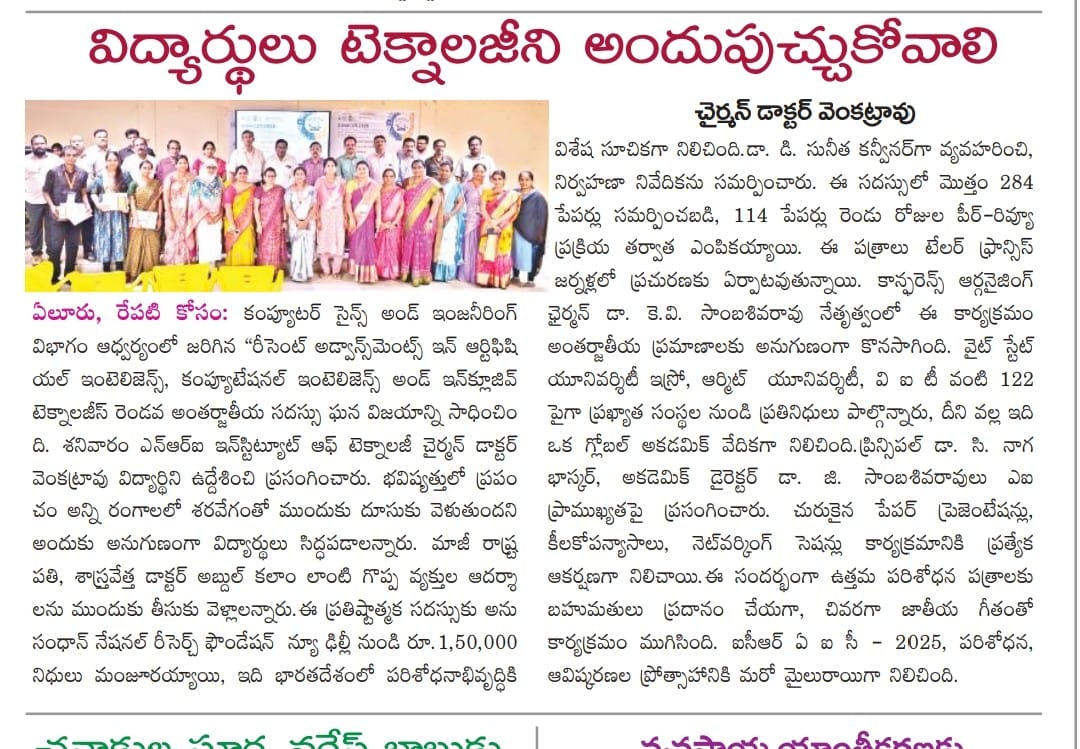 విద్యార్థులు టెక్నాలజీని అందుపుచ్చుకోవాలి
చైర్మన్ డాక్టర్ వెంకట్రావు
ఏలూరు, రేపటి కోసం: కంప్యూటర్ సైన్స్ అండ్ ఇంజనీరింగ్
విభాగం ఆధ్వర్యంలో జరిగిన “రీసెంట్ అడ్వాన్స్‌మెంట్స్ ఇన్ ఆర్టిఫిషి
యల్ ఇంటెలిజెన్స్, కంప్యూటేషనల్ ఇంటెలిజెన్స్ అండ్ ఇన్‌క్లూజివ్
టెక్నాలజీస్ రెండవ అంతర్జాతీయ సదస్సు ఘన విజయాన్ని సాధించిం
ది. శనివారం ఎన్ఆర్ఐ ఇన్‌స్టిట్యూట్ ఆఫ్ టెక్నాలజీ చైర్మన్ డాక్టర్
వెంకట్రావు విద్యార్థిని ఉద్దేశించి ప్రసంగించారు. భవిష్యత్తులో ప్రపం
చం అన్ని రంగాలలో శరవేగంతో ముందుకు దూసుకు వెళుతుందని
అందుకు అనుగుణంగా విద్యార్థులు సిద్ధపడాలన్నారు. మాజీ రాష్ట్ర
పతి, శాస్త్రవేత్త డాక్టర్ అబ్దుల్ కలాం లాంటి గొప్ప వ్యక్తుల ఆదర్శా
లను ముందుకు తీసుకు వెళ్లాలన్నారు.ఈ ప్రతిష్టాత్మక సదస్సుకు అను
సంధాన్ నేషనల్ రీసెర్చ్ ఫౌండేషన్ న్యూ ఢిల్లీ నుండి రూ.1,50,000
నిధులు మంజూరయ్యాయి, ఇది భారతదేశంలో పరిశోధనాభివృద్ధికి
విశేష సూచికగా నిలిచింది.డా. డి. సునీత కన్వీనర్‌గా వ్యవహరించి,
నిర్వహణా నివేదికను సమర్పించారు. ఈ సదస్సులో మొత్తం 284
పేపర్లు సమర్పించబడి, 114 పేపర్లు రెండు రోజుల పీర్-రివ్యూ
ప్రక్రియ తర్వాత ఎంపికయ్యాయి. ఈ పత్రాలు టేలర్ ఫ్రాన్సిస్
జర్నళ్లలో ప్రచురణకు ఏర్పాటవుతున్నాయి. కాన్ఫరెన్స్ ఆర్గనైజింగ్
ఛైర్మన్ డా. కె.వి. సాంబశివరావు నేతృత్వంలో ఈ కార్యక్రమం
అంతర్జాతీయ ప్రమాణాలకు అనుగుణంగా కొనసాగింది. వైట్ స్టేట్
యూనివర్శిటీ ఇస్రో, ఆర్మిట్ యూనివర్శిటీ, వి ఐ టీ వంటి 122
పైగా ప్రఖ్యాత సంస్థల నుండి ప్రతినిధులు పాల్గొన్నారు, దీని వల్ల ఇది
ఒక గ్లోబల్ అకడమిక్ వేదికగా నిలిచింది.ప్రిన్సిపల్ డా. సి. నాగ
భాస్కర్, అకడెమిక్ డైరెక్టర్ డా. జి. సాంబశివరావులు ఎఐ
ప్రాముఖ్యతపై ప్రసంగించారు. చురుకైన పేపర్ ప్రెజెంటేషన్లు,
కీలకోపన్యాసాలు, నెట్‌వర్కింగ్ సెషన్లు కార్యక్రమానికి ప్రత్యేక
ఆకర్షణగా నిలిచాయి.ఈ సందర్భంగా ఉత్తమ పరిశోధన పత్రాలకు
బహుమతులు ప్రదానం చేయగా, చివరగా జాతీయ గీతంతో
కార్యక్రమం ముగిసింది. ఐసీఆర్ ఏ ఐ సీ - 2025, పరిశోధన,
ఆవిష్కరణల ప్రోత్సాహానికి మరో మైలురాయిగా నిలిచింది.